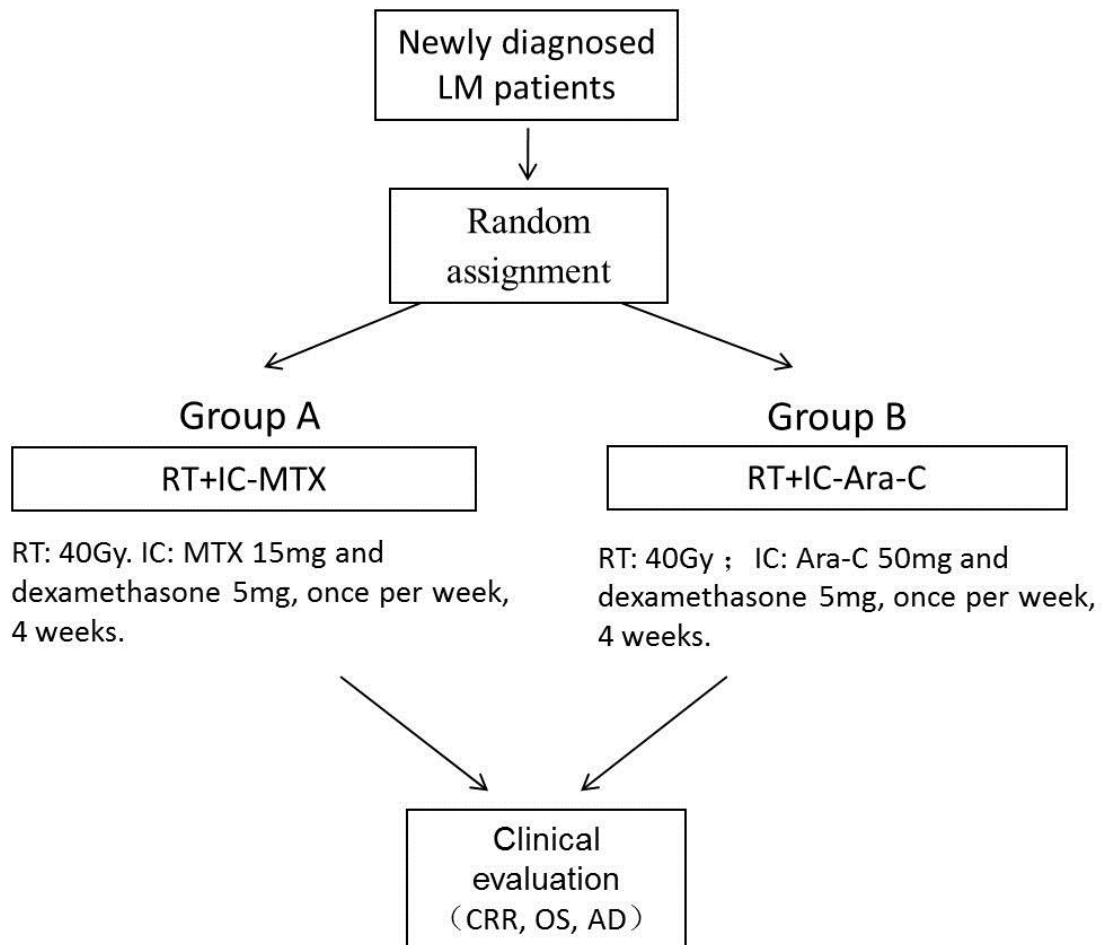 Newly diagnosed
LM patients
Random
assignment
Group A
RT+IC-MTX
RT: 40Gy. IC: MTX 15mg and
dexamethasone 5mg, once per week,
4 weeks.
Group B
RT+IC-Ara-C
RT: 40Gy ；IC: Ara-C 50mg and
dexamethasone 5mg, once per week,
4 weeks.
Clinical
evaluation
（CRR, OS, AD）